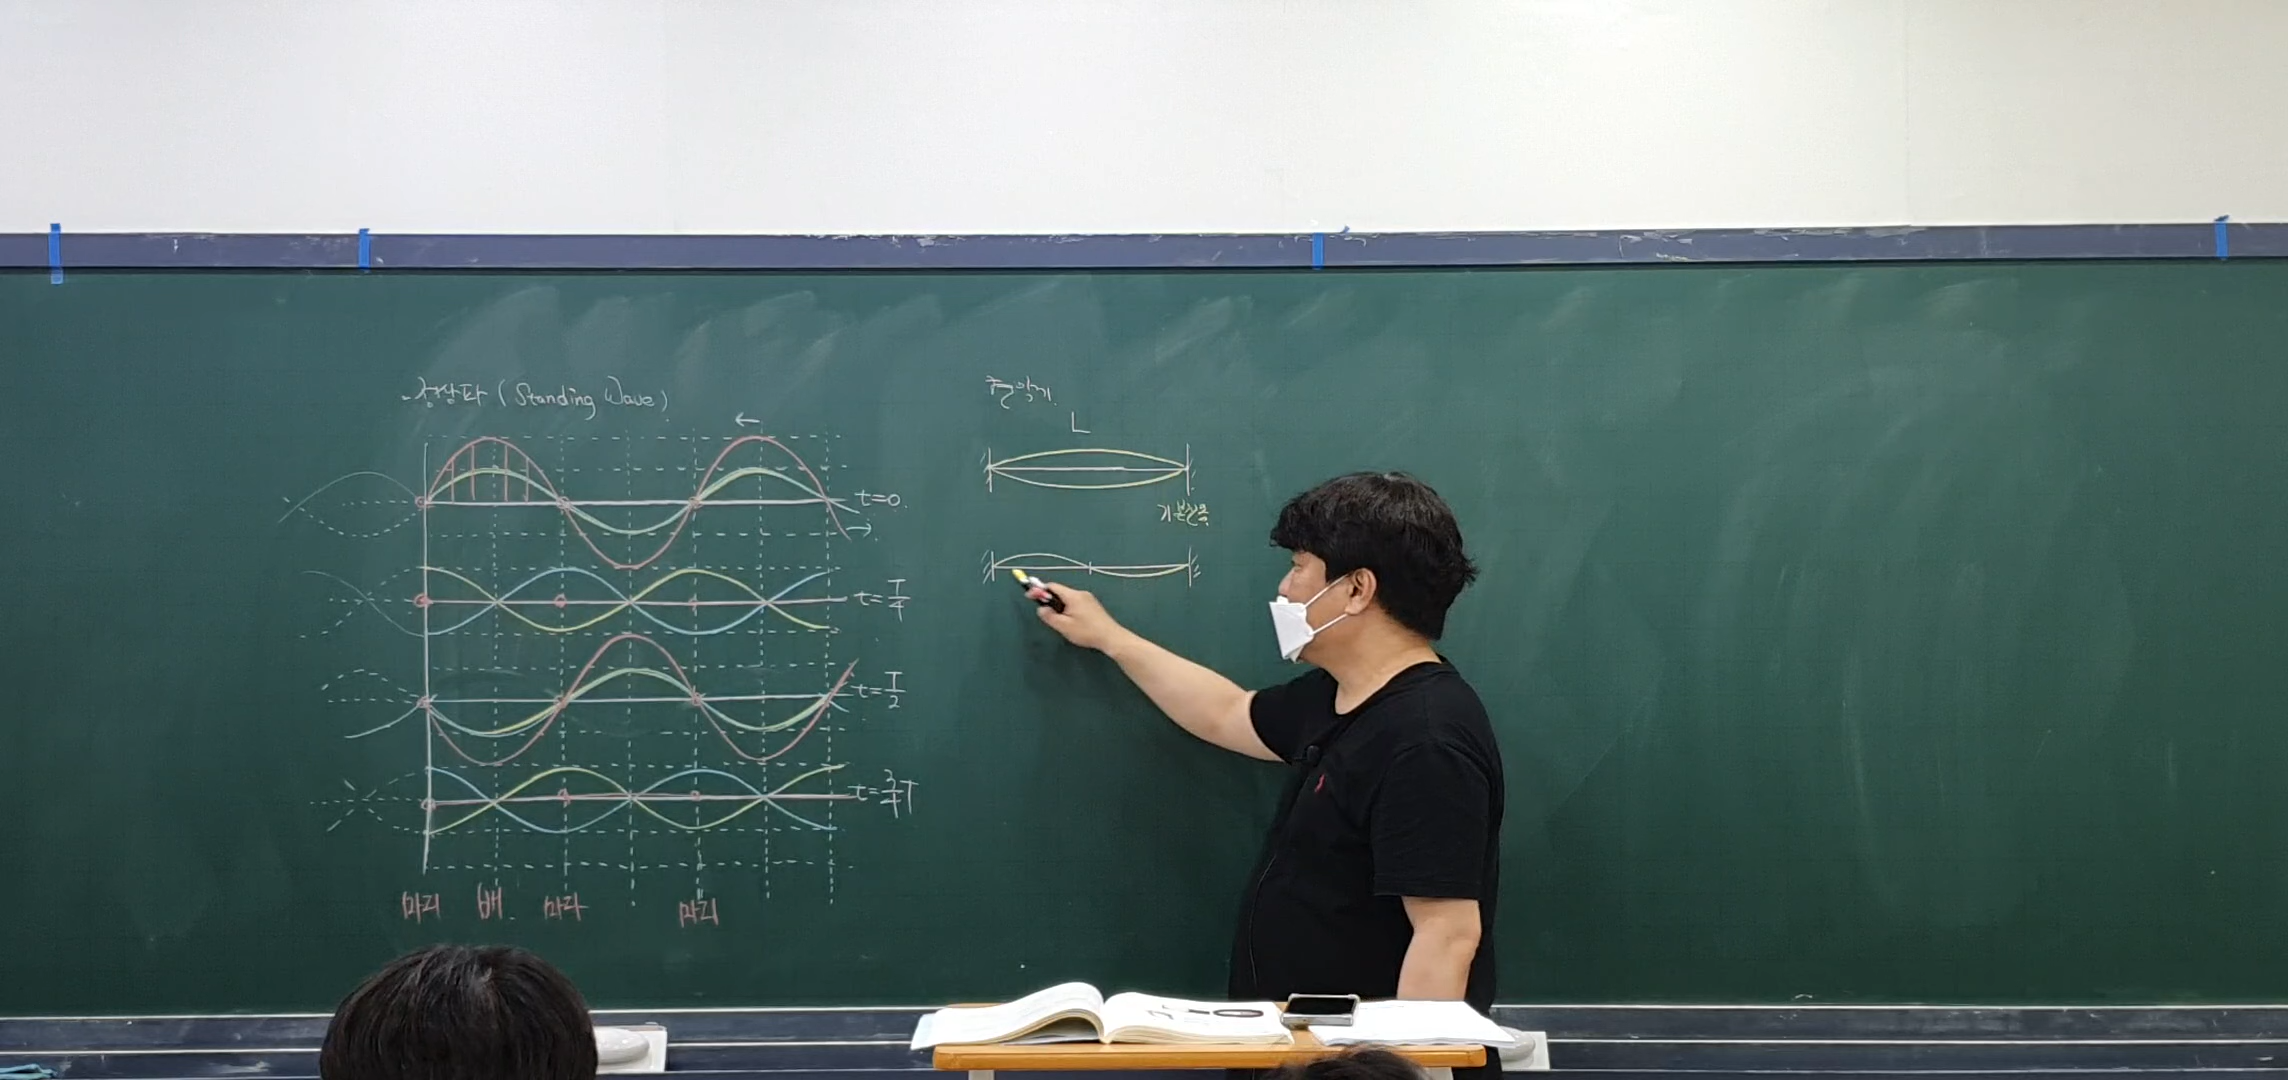 정상파 (Standing Wave)
t=0
t=T/4
t=T/2
t=3/4T
마디 배 마디 마디
현악기
L
기본진동